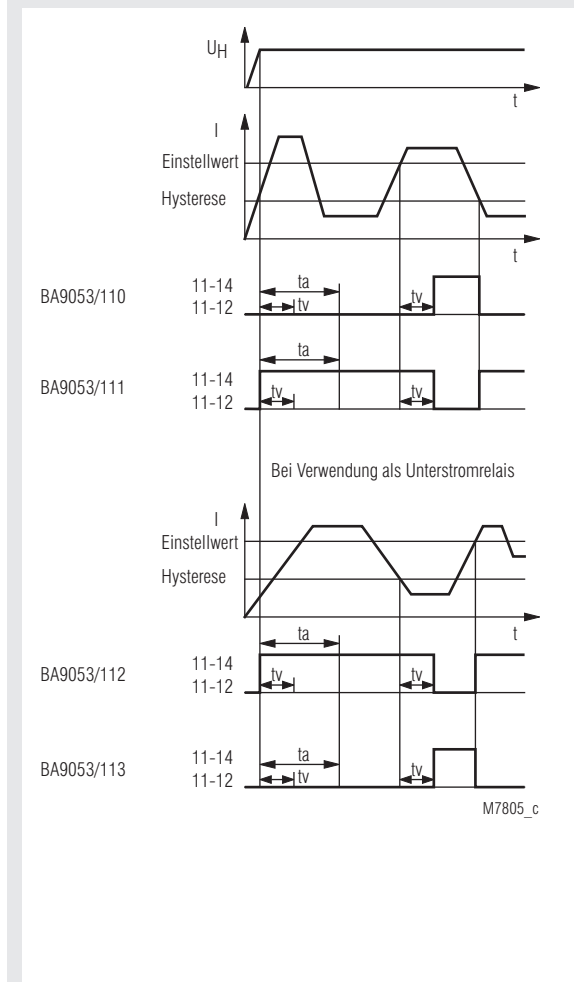 UH
t
I
Einstellwert
Hysterese
t
BA9053/110
11-14
11-12
ta
tv
tv
BA9053/111
11-14
11-12
ta
tv
tv
Bei Verwendung als Unterstromrelais
I
Einstellwert
Hysterese
t
BA9053/112
11-14
11-12
ta
tv
tv
BA9053/113
11-14
11-12
ta
tv
tv
M7805_c